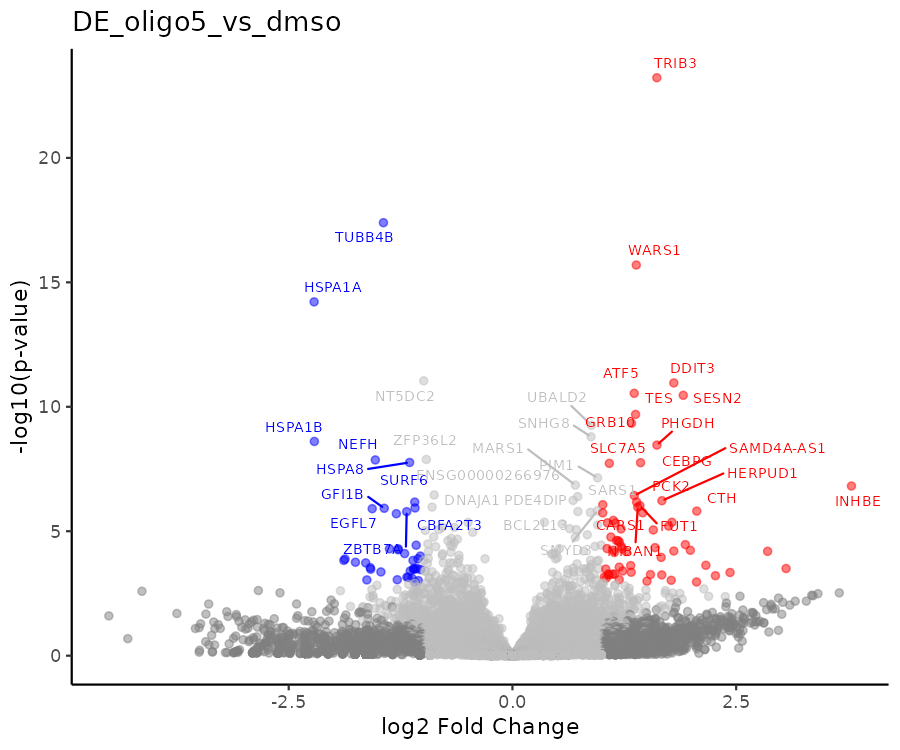 DE_oligo5_vs_dmso
TRIB3
20
TUBB4B
WARS1
15
HSPA1A
DDIT3
ATF5
NT5DC2
UBALD2
TES
SESN2
10
SNHG8
GRB10
PHGDH
HSPA1B
NEFH
ZFP36L2
MARS1
SLC7A5
SAMD4A-AS1
HSPA8
SURF6
ENSG00000266976
PIM1
CEBPG
HERPUD1
GFI1B
DNAJA1
PDE4DIP
SARS1
PCK2
CTH
INHBE
EGFL7
CBFA2T3
CARS1
FUT1
5
ZBTB7A
SMYD3
NIBAN1
0
-2.5
0.0
2.5
log2 Fold Change
-log10(p-value)